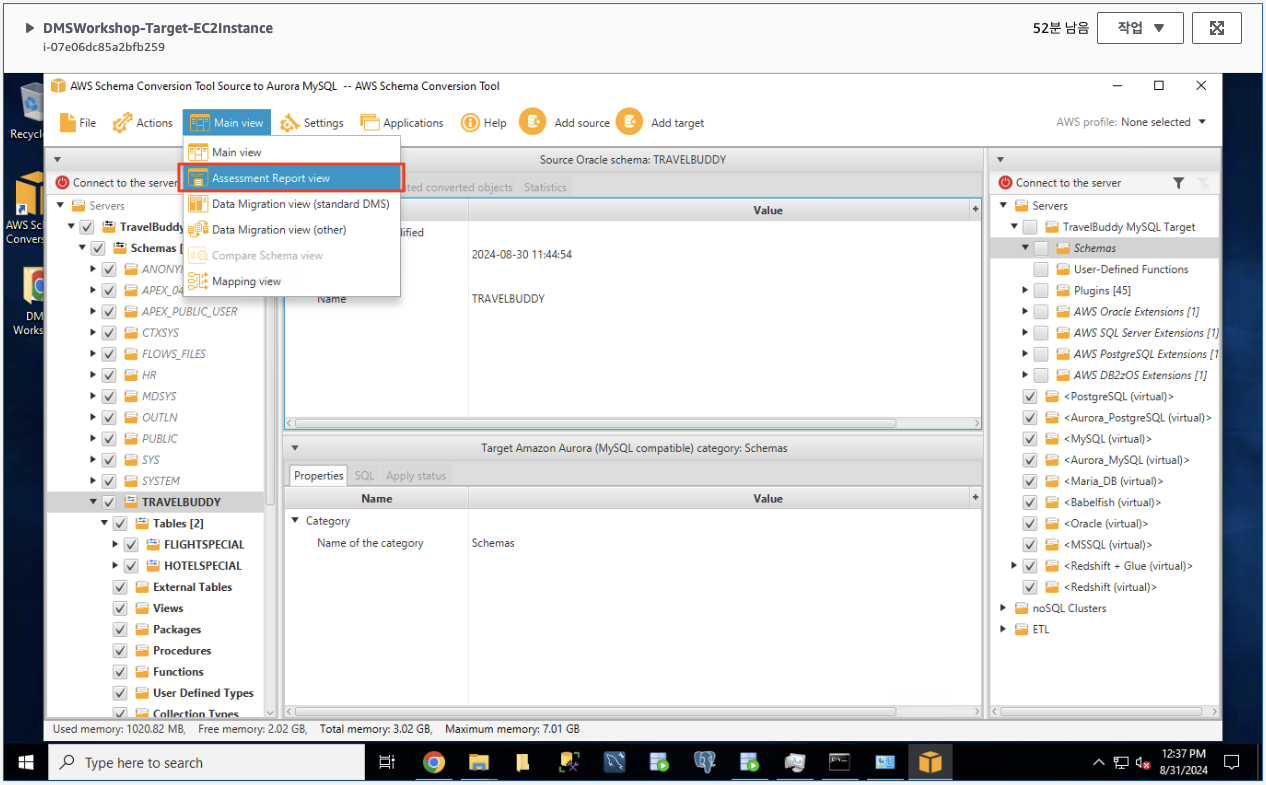 DMSWorkshop-Target-EC2Instance
i-07e06dc85a2bfb259
52분 남음
작업
AWS Schema Conversion Tool Source to Aurora MySQL -- AWS Schema Conversion Tool
File
Actions
Main view
Settings
Applications
Help
Add source
Add target
AWS profile: None selected
Main view
Assessment Report view
Data Migration view (standard DMS)
Data Migration view (other)
Compare Schema view
Mapping view
Recycl
AWS Sc
Conver
DM
Works
Connect to the server
Servers
TravelBuddy
Schemas [
ANONY
APEX_04
APEX_PUBLIC_USER
CTXSYS
FLOWS_FILES
HR
MDSYS
OUTLN
PUBLIC
SYS
SYSTEM
TRAVELBUDDY
Tables [2]
FLIGHTSPECIAL
HOTELSPECIAL
External Tables
Views
Packages
Procedures
Functions
User Defined Types
Collection Types
Source Oracle schema: TRAVELBUDDY
ted converted objects
Statistics
Value
+
ified
2024-08-30 11:44:54
Name
TRAVELBUDDY
Target Amazon Aurora (MySQL compatible) category: Schemas
Properties
SQL
Apply status
Name
Value
+
Category
Name of the category
Schemas
Connect to the server
Servers
TravelBuddy MySQL Target
Schemas
User-Defined Functions
Plugins [45]
AWS Oracle Extensions [1]
AWS SQL Server Extensions [1]
AWS PostgreSQL Extensions [1
AWS DB2zOS Extensions [1]
<PostgreSQL (virtual)>
<Aurora_PostgreSQL (virtual)>
<MySQL (virtual)>
<Aurora_MySQL (virtual)>
<Maria_DB (virtual)>
<Babelfish (virtual)>
<Oracle (virtual)>
<MSSQL (virtual)>
<Redshift + Glue (virtual)>
<Redshift (virtual)>
noSQL Clusters
ETL
Used memory: 1020.82 MB, Free memory: 2.02 GB, Total memory: 3.02 GB, Maximum memory: 7.01 GB
Type here to search
12:37 PM
8/31/2024